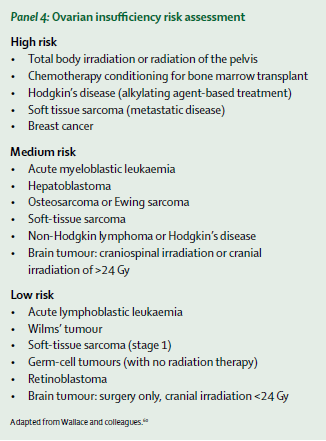 Panel 4: Ovarian insufficiency risk assessment
High risk
• Total body irradiation or radiation of the pelvis
• Chemotherapy conditioning for bone marrow transplant
• Hodgkin's disease (alkylating agent-based treatment)
• Soft tissue sarcoma (metastatic disease)
• Breast cancer
Medium risk
• Acute myeloblastic leukaemia
• Hepatoblastoma
• Osteosarcoma or Ewing sarcoma
• Soft-tissue sarcoma
• Non-Hodgkin lymphoma or Hodgkin's disease
• Brain tumour: craniospinal irradiation or cranial
irradiation of >24 Gy
Low risk
• Acute lymphoblastic leukaemia
• Wilms' tumour
• Soft-tissue sarcoma (stage 1)
• Germ-cell tumours (with no radiation therapy)
• Retinoblastoma
• Brain tumour: surgery only, cranial irradiation <24 Gy
Adapted from Wallace and colleagues.